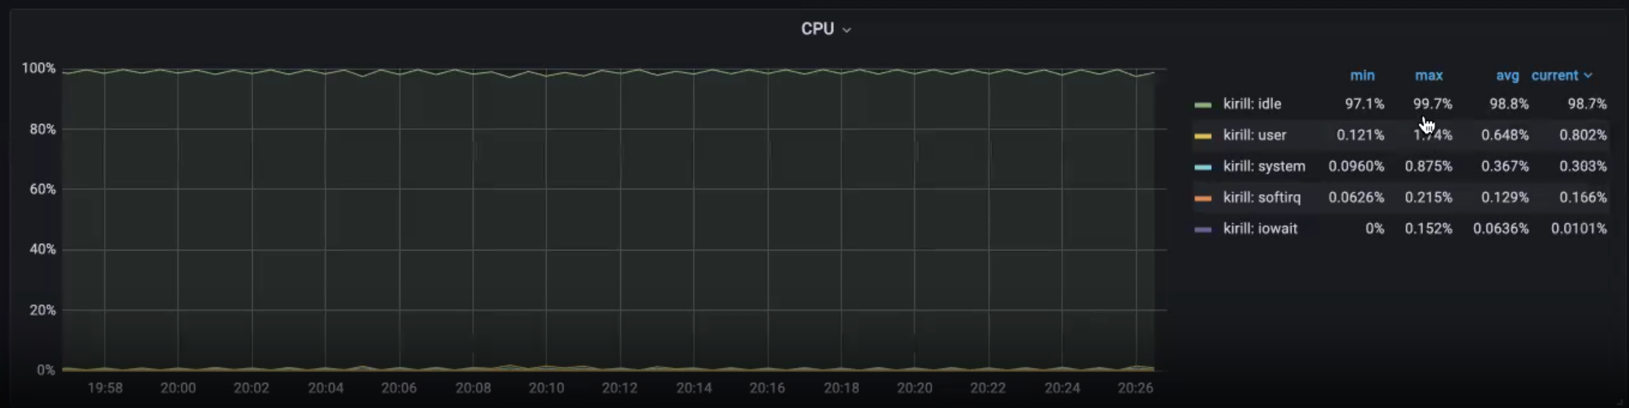 CPU
100%
80%
60%
40%
20%
0%
19:58 20:00 20:02 20:04 20:06 20:08 20:10 20:12 20:14 20:16 20:18 20:20 20:22 20:24 20:26
min max avg current
kirill: idle 97.1% 99.7% 98.8% 98.7%
kirill: user 0.121% 1.74% 0.648% 0.802%
kirill: system 0.0960% 0.875% 0.367% 0.303%
kirill: softirq 0.0626% 0.215% 0.129% 0.166%
kirill: iowait 0% 0.152% 0.0636% 0.0101%